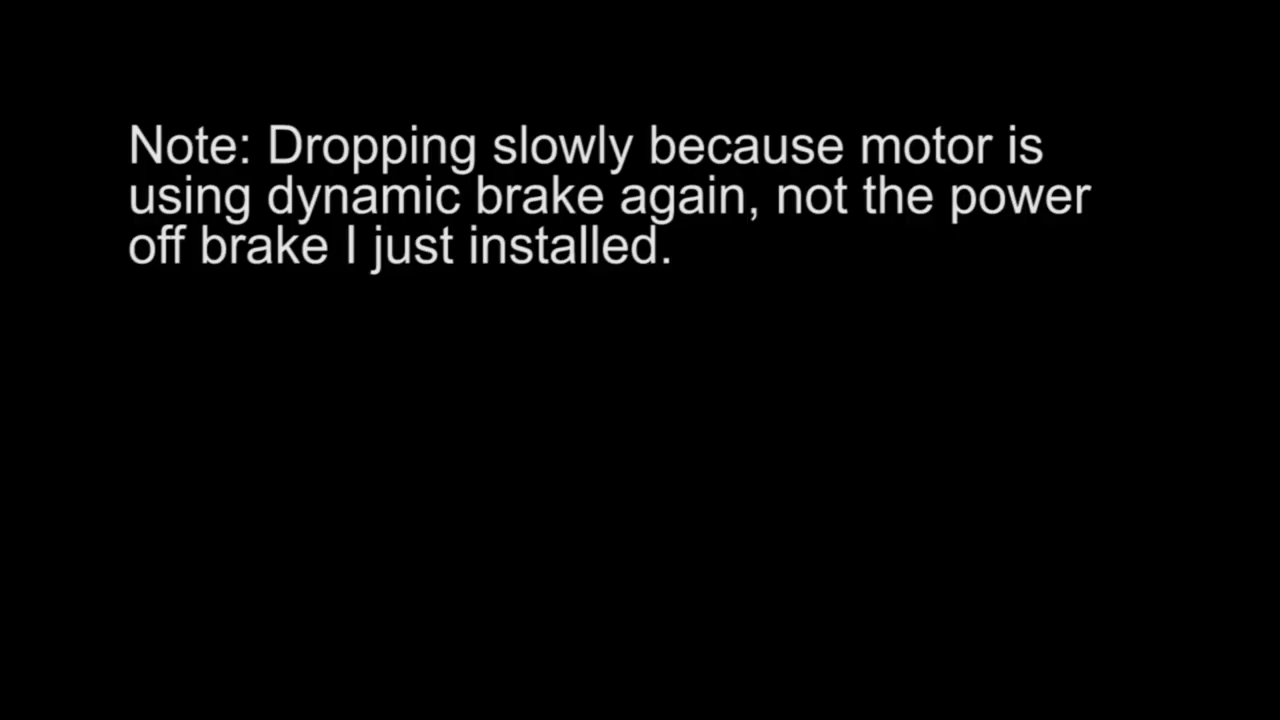 Note: Dropping slowly because motor is
using dynamic brake again, not the power
off brake I just installed.